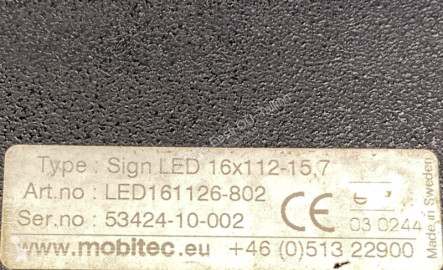 Type : Sign LED 16x112-15,7
Art.no : LED161126-802
Ser.no : 53424-10-002
CE
03 0244
www.mobitec.eu +46 (0)513 22900
Made in Sweden